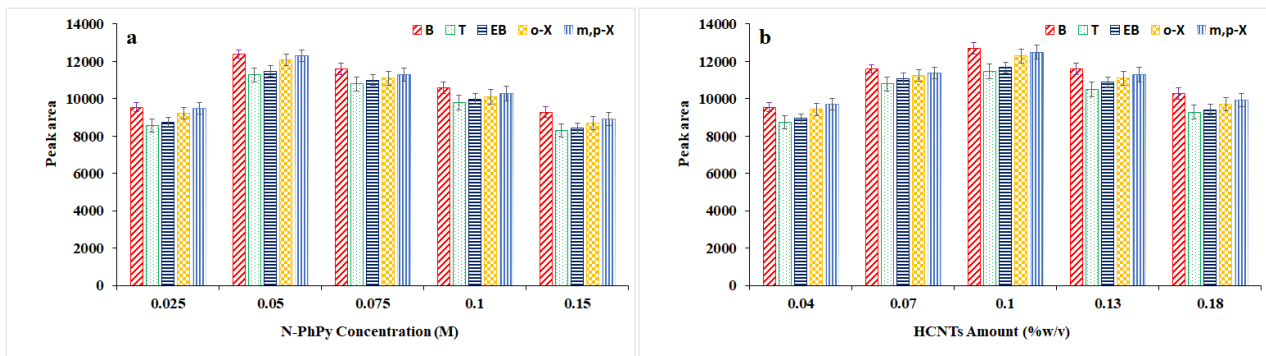 a
B T EB o-X m,p-X
14000
12000
10000
8000
6000
4000
2000
0
Peak area
0.025 0.05 0.075 0.1 0.15
N-PhPy Concentration (M)
b
B T EB o-X m,p-X
14000
12000
10000
8000
6000
4000
2000
0
Peak area
0.04 0.07 0.1 0.13 0.18
HCNTs Amount (%w/v)